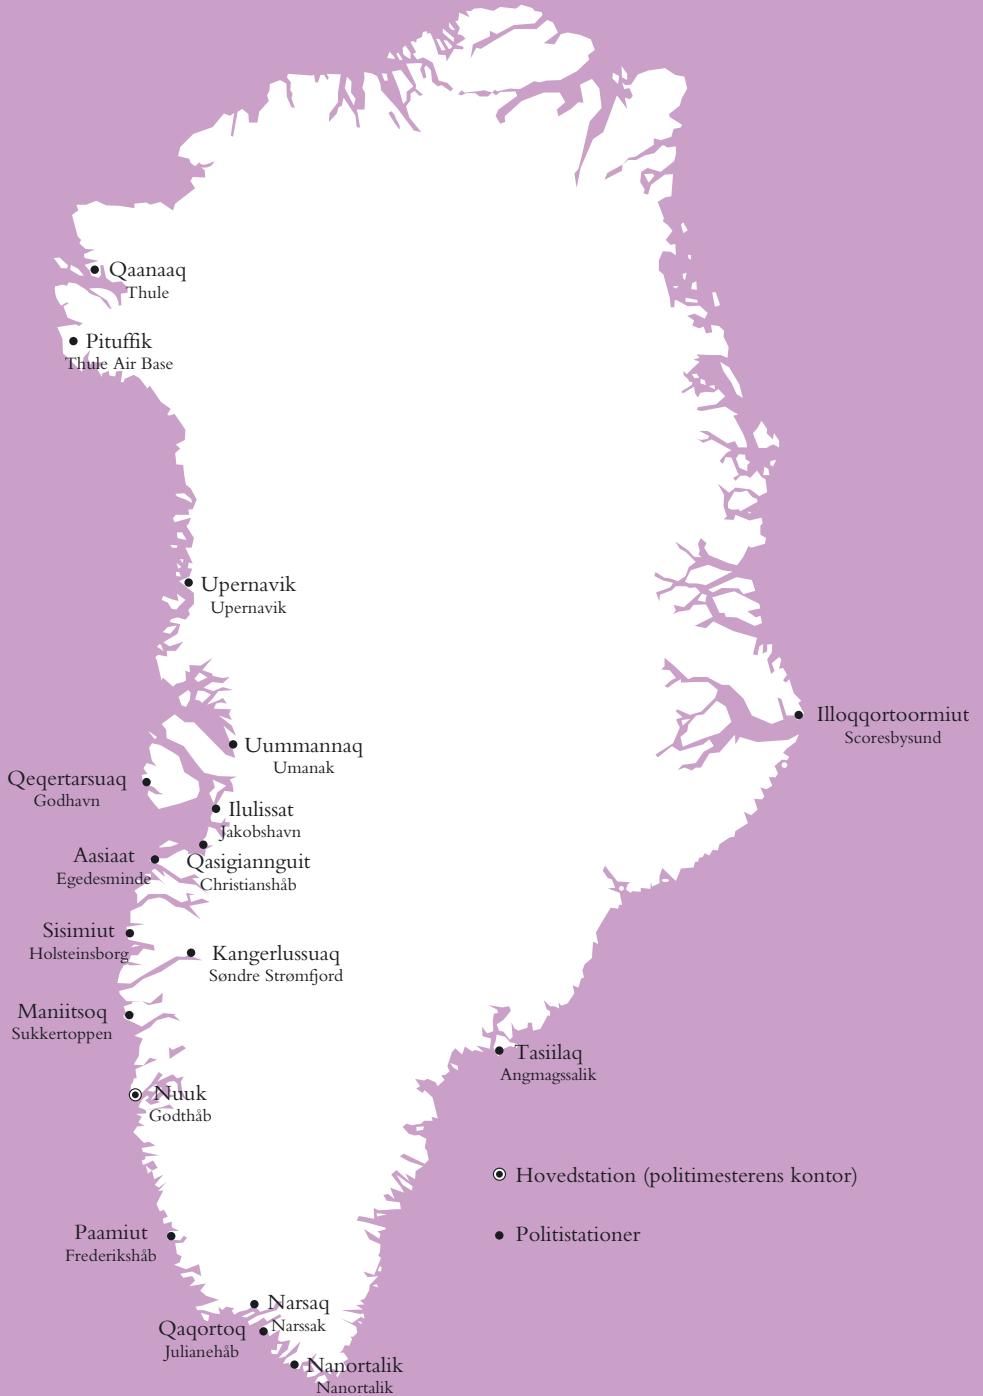 Qaanaaq
Thule
Pituffik
Thule Air Base
Upernavik
Upernavik
Illoqqortoormiut
Scoresbysund
Uummannaq
Umanak
Qeqertarsuaq
Godhavn
Ilulissat
Jakobshavn
Aasiaat
Egedesminde
Qasigiannguit
Christianshåb
Sisimiut
Holsteinsborg
Kangerlussuaq
Søndre Strømfjord
Maniitsoq
Sukkertoppen
Tasiilaq
Angmagssalik
Nuuk
Godthåb
Hovedstation (politimesterens kontor)
Politistationer
Paamiut
Frederikshåb
Narsaq
Narssak
Qaqortoq
Julianehåb
Nanortalik
Nanortalik